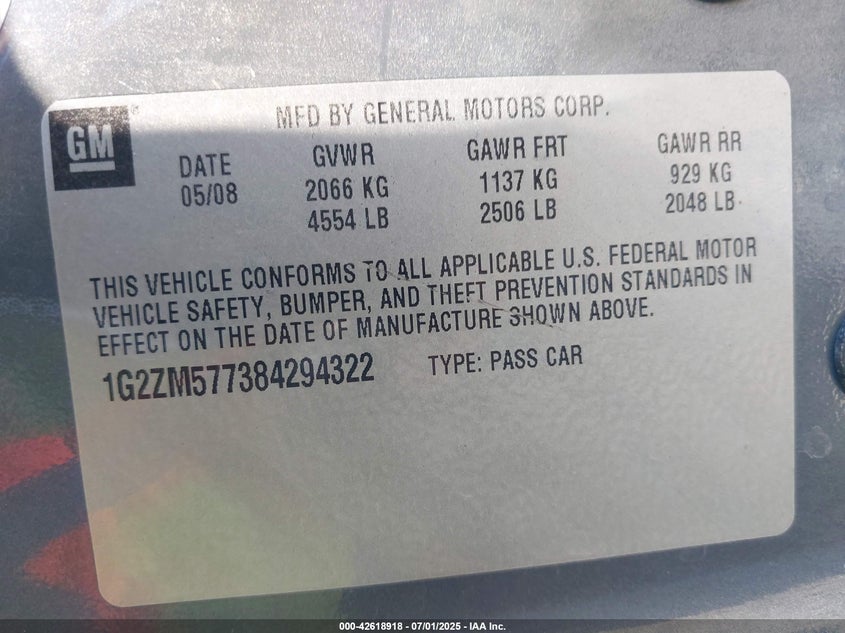 GM
MFD BY GENERAL MOTORS CORP.
DATE GVWR GAWR FRT GAWR RR
05/08 2066 KG 1137 KG 929 KG
4554 LB 2506 LB 2048 LB
THIS VEHICLE CONFORMS TO ALL APPLICABLE U.S. FEDERAL MOTOR
VEHICLE SAFETY, BUMPER, AND THEFT PREVENTION STANDARDS IN
EFFECT ON THE DATE OF MANUFACTURE SHOWN ABOVE.
1G2ZM577384294322 TYPE: PASS CAR
000-42618918 - 07/01/2025 - IAA Inc.